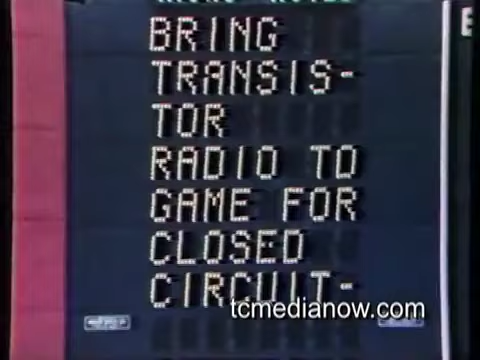 BRING
TRANSIS-
TOR
RADIO TO
GAME FOR
CLOSED
CIRCUIT-
tcmedianow.com